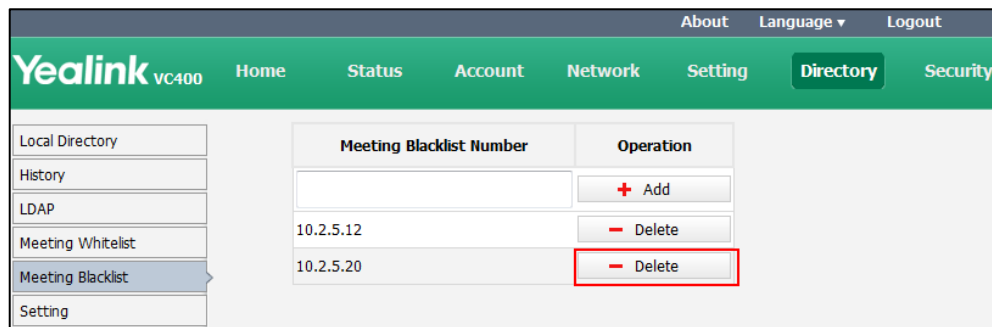 About Language ▾ Logout
Yealink VC400 Home Status Account Network Setting Directory Security
Local Directory
History
LDAP
Meeting Whitelist
Meeting Blacklist
Setting
Meeting Blacklist Number Operation
+ Add
10.2.5.12 − Delete
10.2.5.20 − Delete